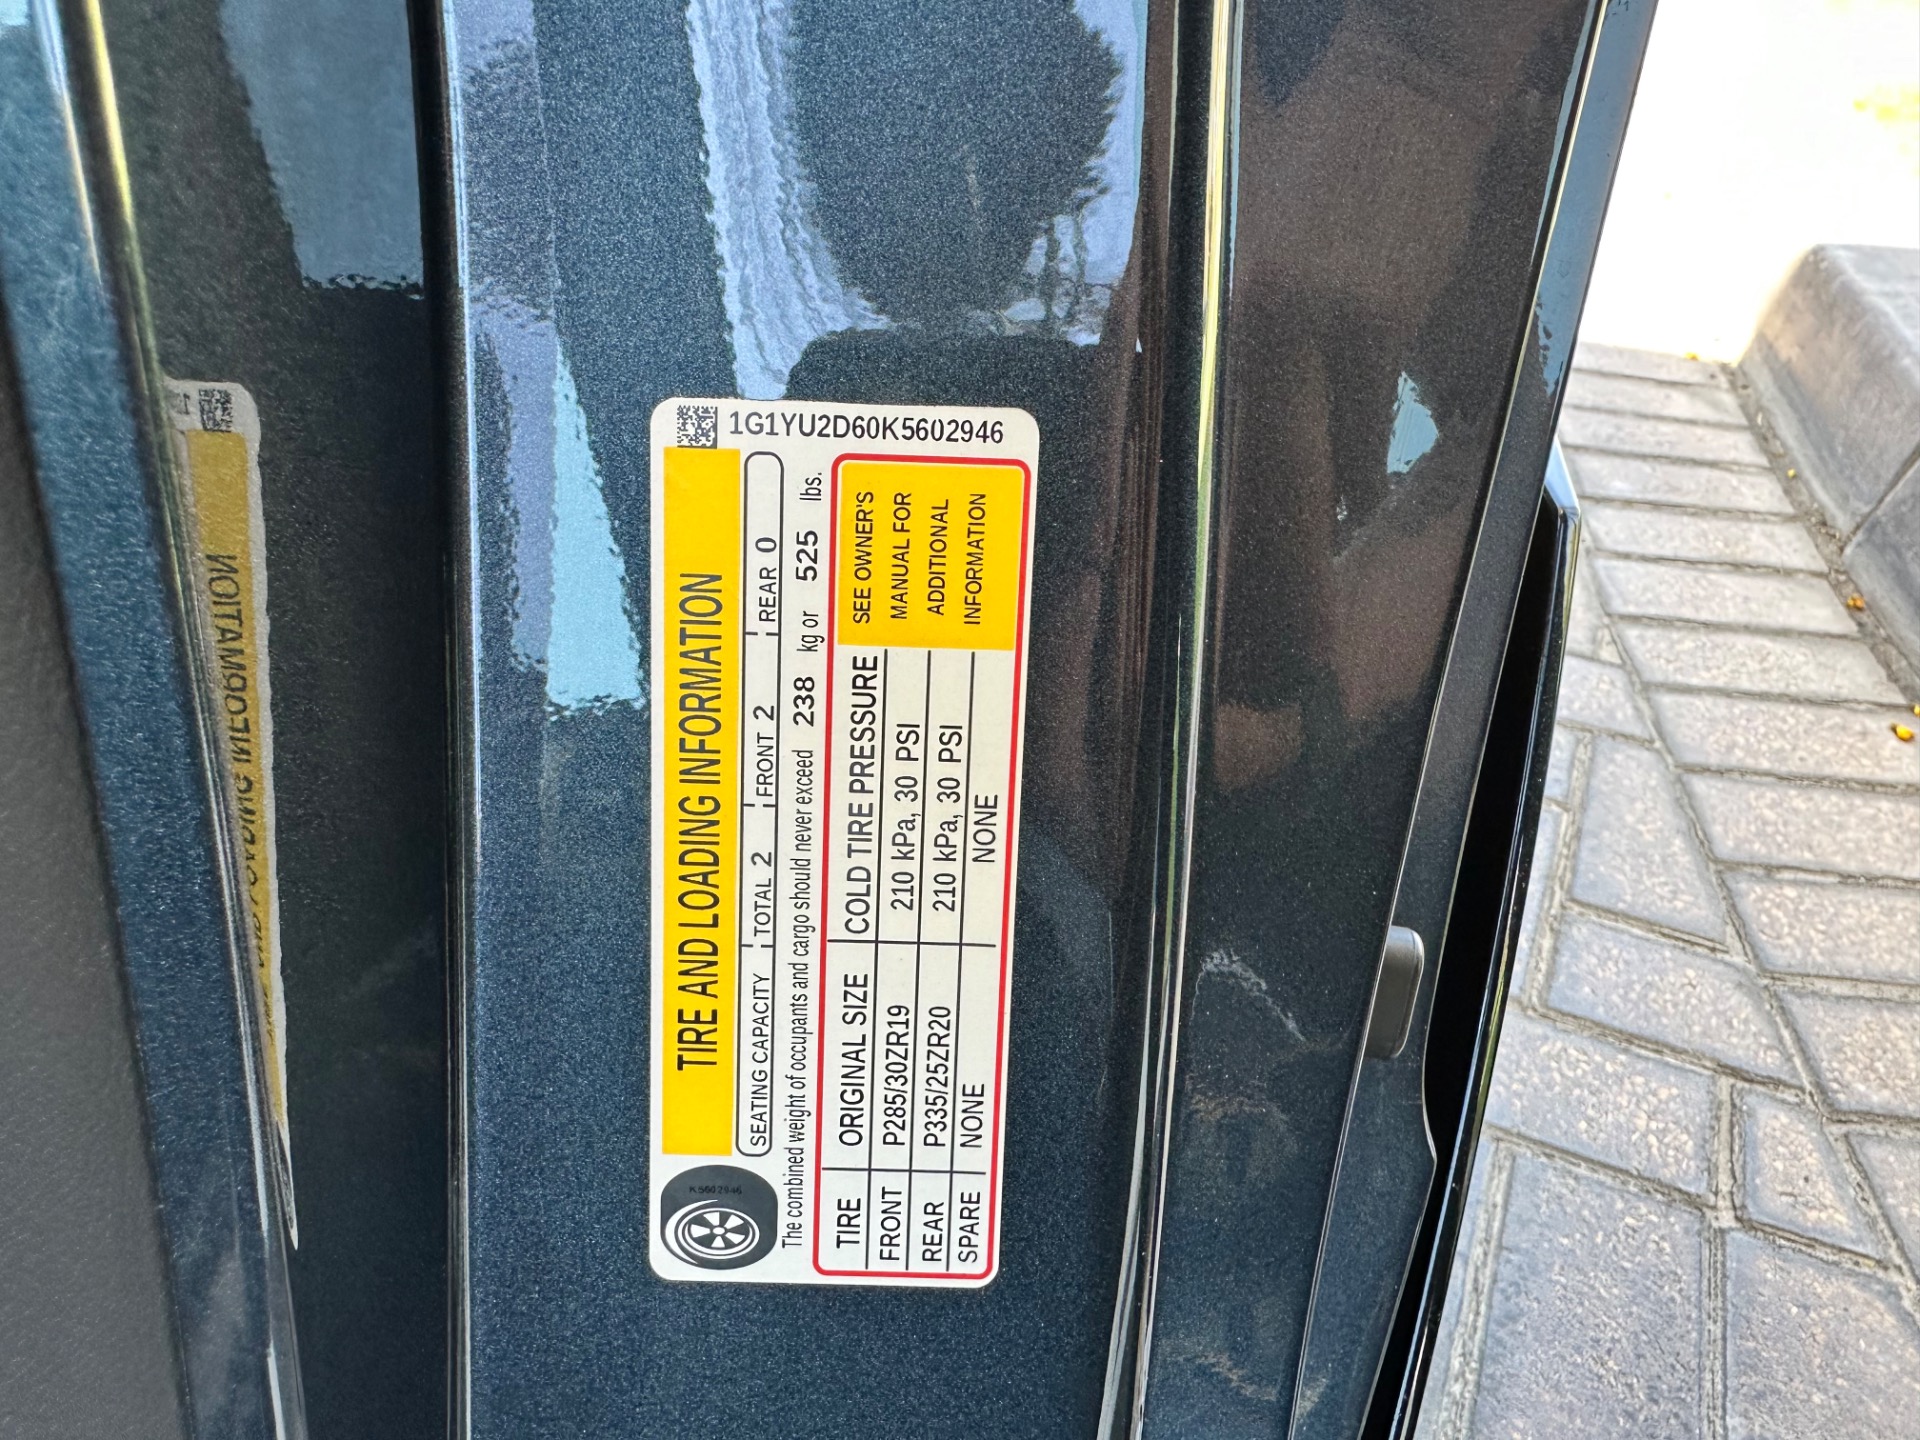 1G1YU2D60K5602946
TIRE AND LOADING INFORMATION
SEATING CAPACITY TOTAL 2 FRONT 2 REAR 0
The combined weight of occupants and cargo should never exceed 238 kg or 525 lbs.
TIRE ORIGINAL SIZE COLD TIRE PRESSURE
FRONT P285/30ZR19 210 kPa, 30 PSI
REAR P335/25ZR20 210 kPa, 30 PSI
SPARE NONE NONE
SEE OWNER'S
MANUAL FOR
ADDITIONAL
INFORMATION
K5602946